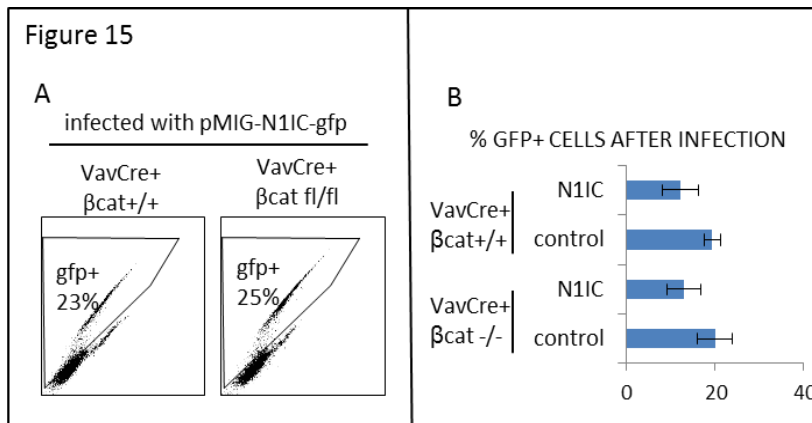 Figure 15
A
infected with pMIG-N1IC-gfp
VavCre+
βcat+/+
VavCre+
βcat fl/fl
gfp+
23%
gfp+
25%
B
% GFP+ CELLS AFTER INFECTION
VavCre+
βcat+/+
N1IC
control
VavCre+
βcat -/-
N1IC
control
0 20 40